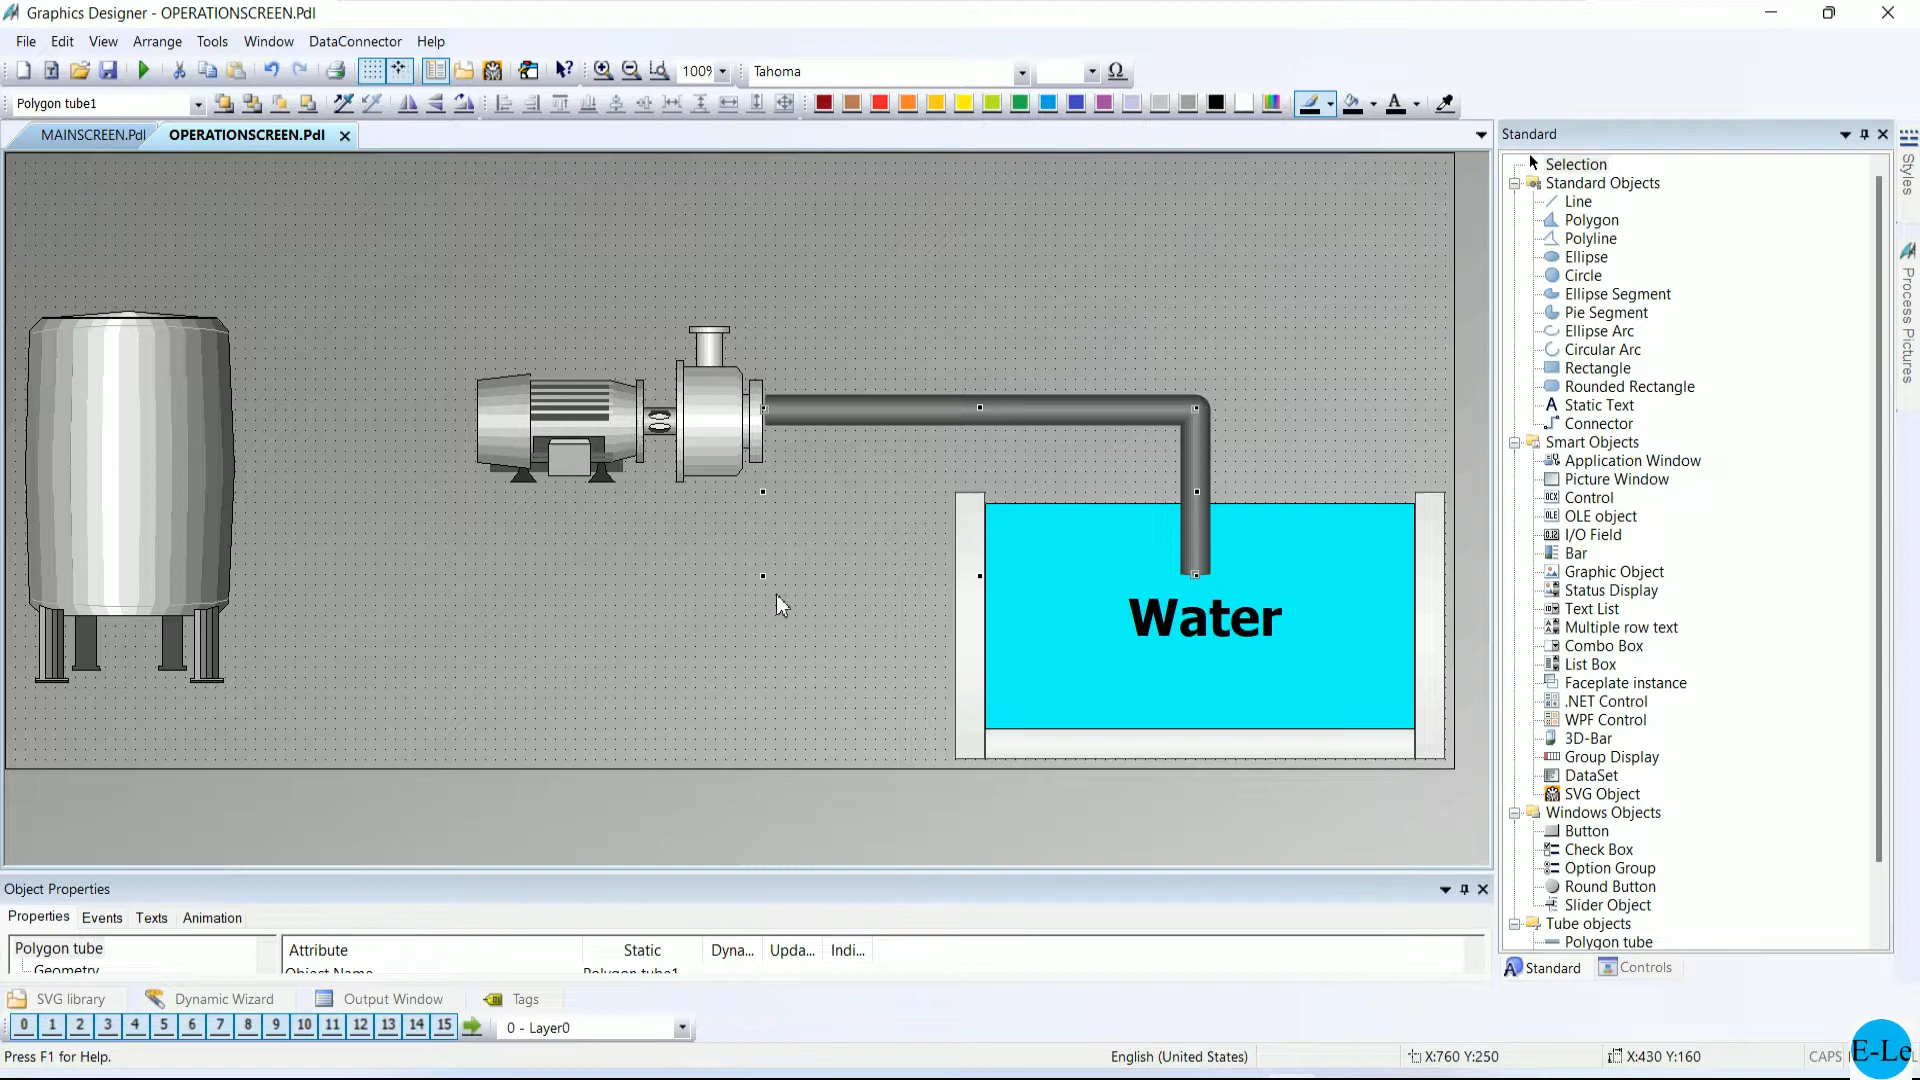 Graphics Designer - OPERATIONSCREEN.Pdl
File Edit View Arrange Tools Window DataConnector Help
100% Tahoma
Polygon tube1
MAINSCREEN.Pdl OPERATIONSCREEN.Pdl
Standard
Selection
Standard Objects
Line
Polygon
Polyline
Ellipse
Circle
Ellipse Segment
Pie Segment
Ellipse Arc
Circular Arc
Rectangle
Rounded Rectangle
Static Text
Connector
Smart Objects
Application Window
Picture Window
Control
OLE object
I/O Field
Bar
Graphic Object
Status Display
Text List
Multiple row text
Combo Box
List Box
Faceplate instance
.NET Control
WPF Control
3D-Bar
Group Display
DataSet
SVG Object
Windows Objects
Button
Check Box
Option Group
Round Button
Slider Object
Tube objects
Polygon tube
Standard Controls
Styles
Process Pictures
Water
Object Properties
Properties Events Texts Animation
Polygon tube
Geometry
Attribute Static Dyna... Upda... Indi...
Object Name Polygon tube1
SVG library Dynamic Wizard Output Window Tags
0 1 2 3 4 5 6 7 8 9 10 11 12 13 14 15 0 - Layer0
Press F1 for Help. English (United States) X:760 Y:250 X:430 Y:160 CAPS
E-Le